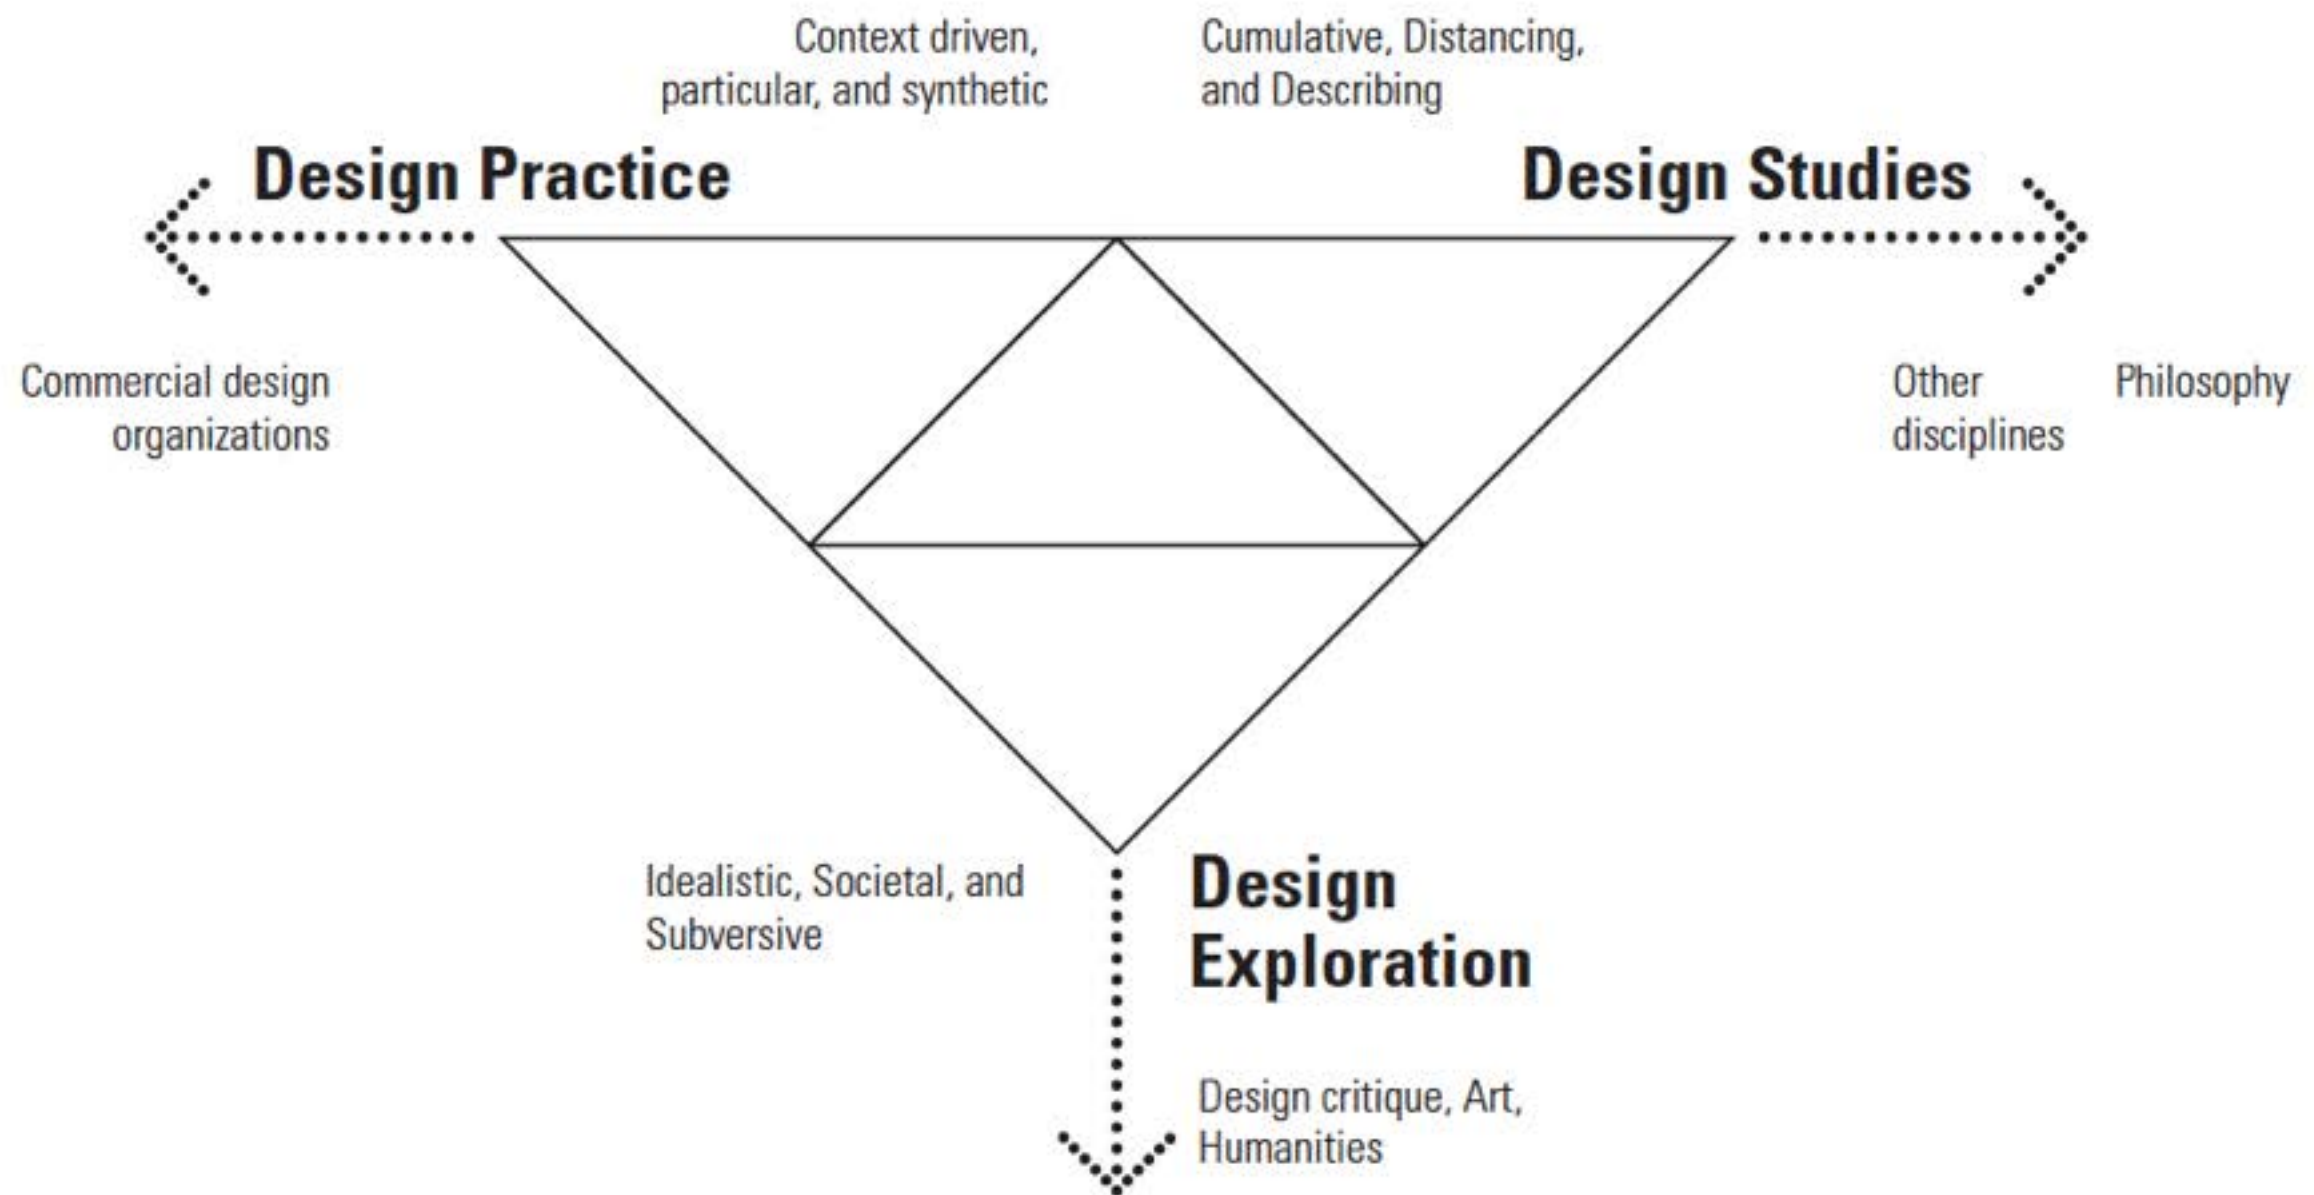 Context driven,
particular, and synthetic
Cumulative, Distancing,
and Describing
Design Practice
Design Studies
Commercial design
organizations
Other
disciplines
Philosophy
Idealistic, Societal, and
Subversive
Design
Exploration
Design critique, Art,
Humanities